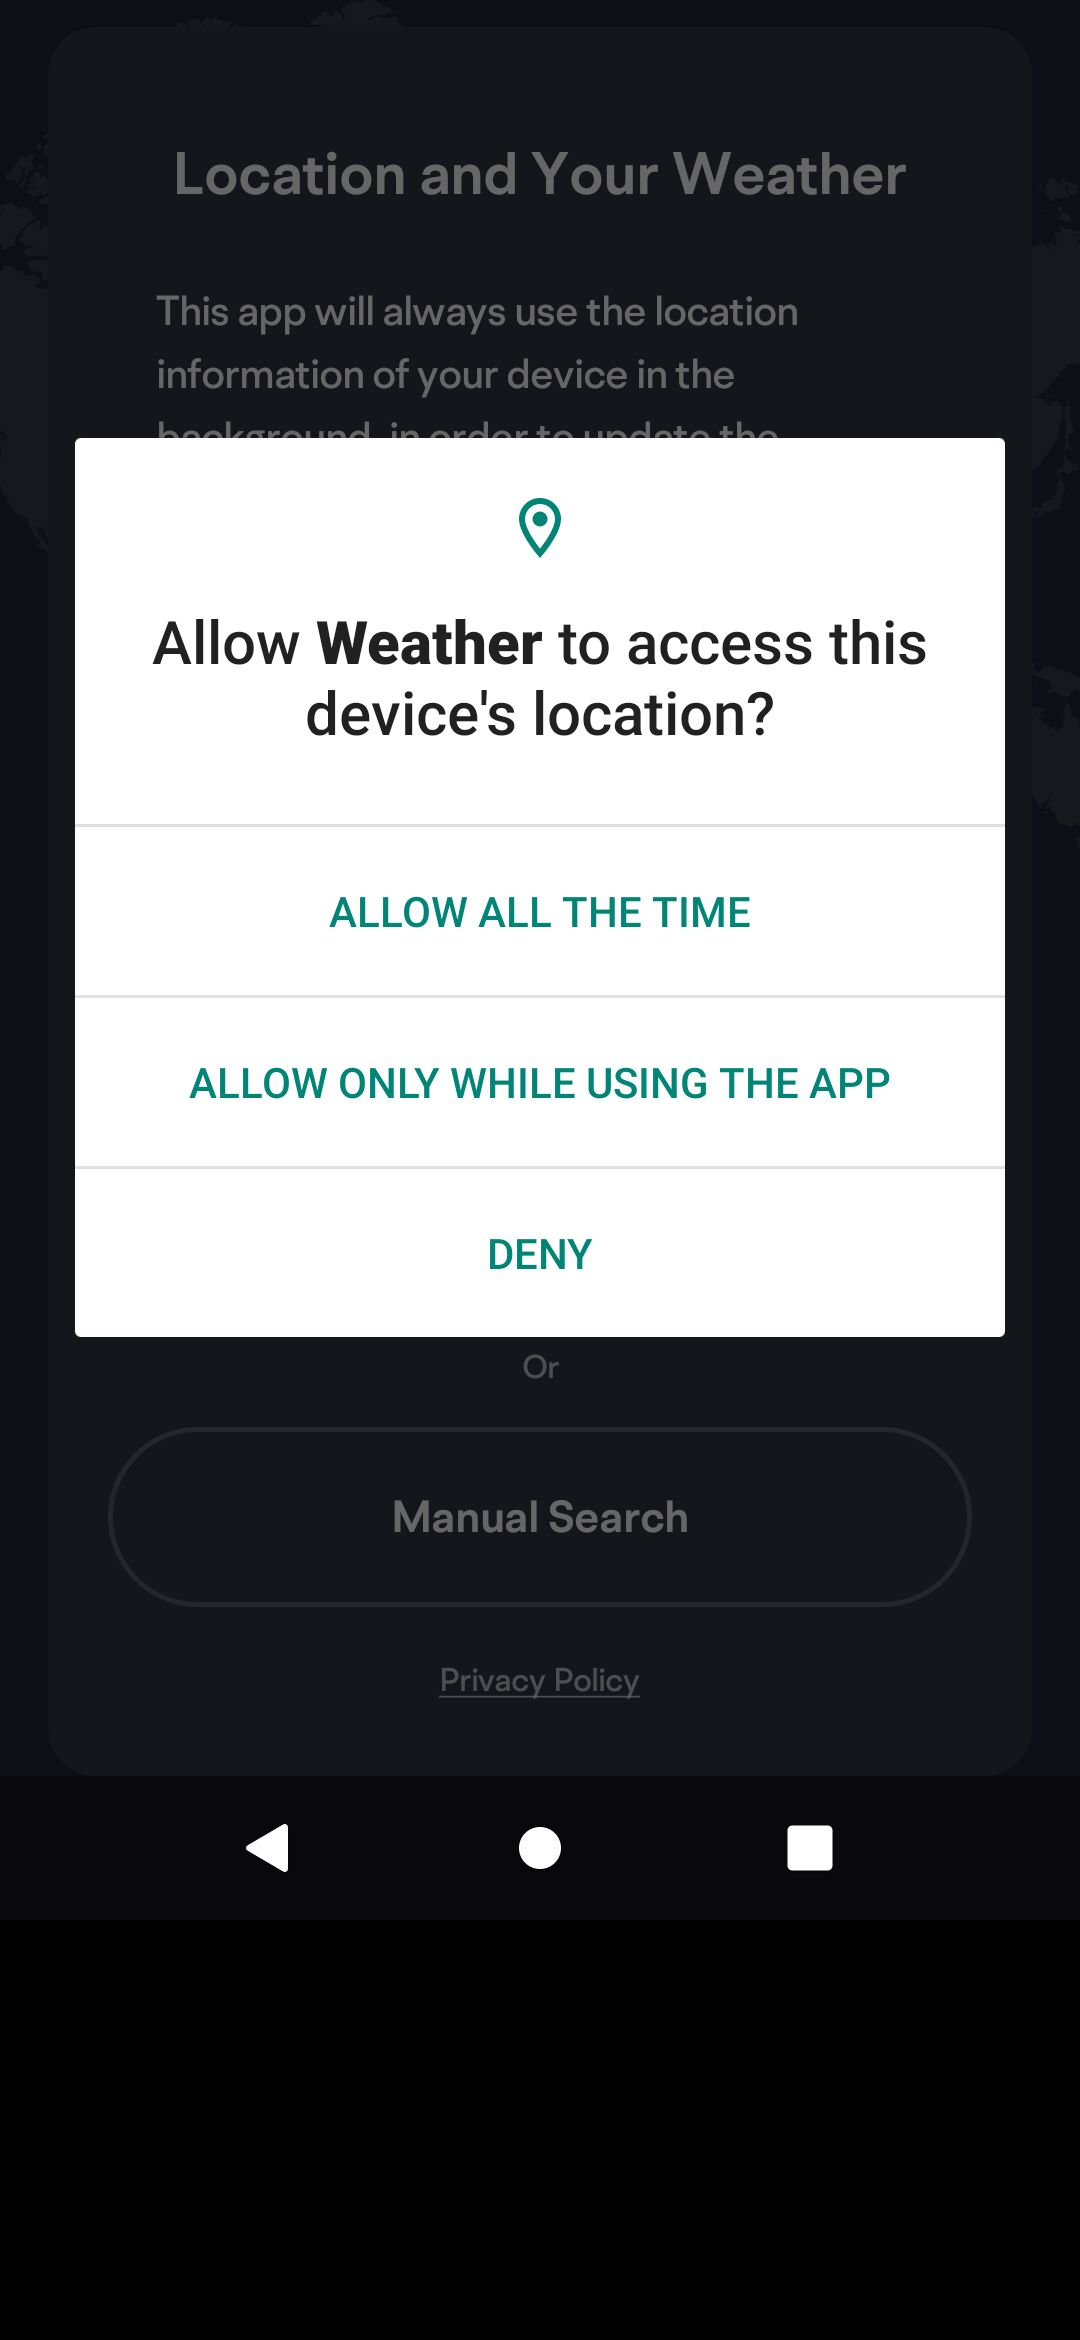 Location and Your Weather
This app will always use the location
information of your device in the
background, in order to update the
Allow Weather to access this
device's location?
ALLOW ALL THE TIME
ALLOW ONLY WHILE USING THE APP
DENY
Or
Manual Search
Privacy Policy